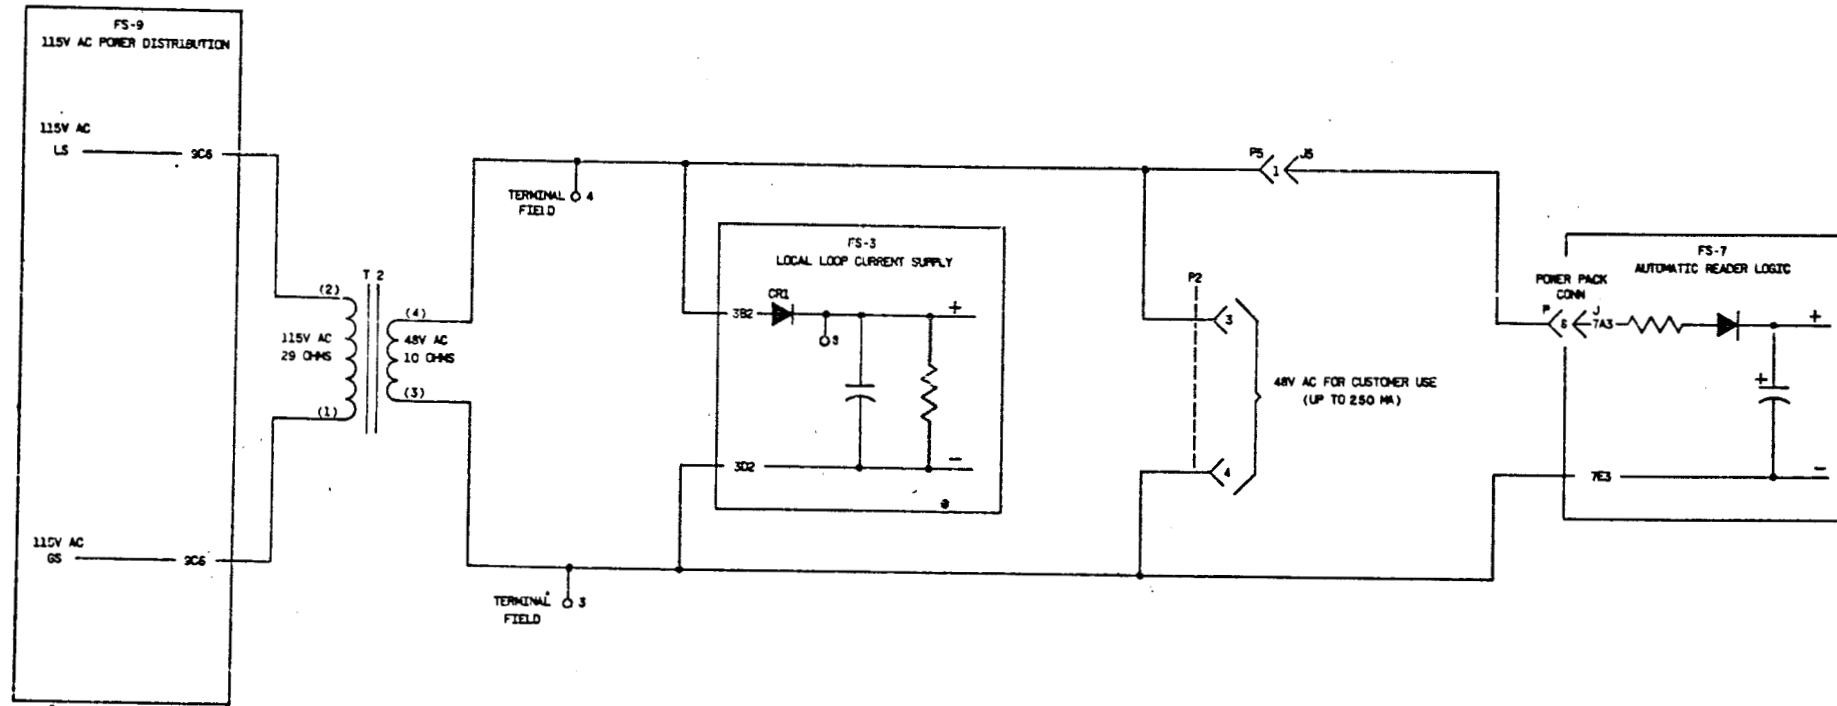 FS-9
115V AC POWER DISTRIBUTION
115V AC
LS
9C6
115V AC
GS
9C6
T 2
(2)
115V AC
29 OHMS
(1)
(4)
48V AC
10 OHMS
(3)
TERMINAL
FIELD
4
TERMINAL
FIELD
3
FS-3
LOCAL LOOP CURRENT SUPPLY
CR1
3B2
+
3
3D2
-
P5
1
J5
P2
3
4
48V AC FOR CUSTOMER USE
(UP TO 250 MA)
FS-7
AUTOMATIC READER LOGIC
POWER PACK
CONN
P
6
J
7A3
+
+
7E3
-